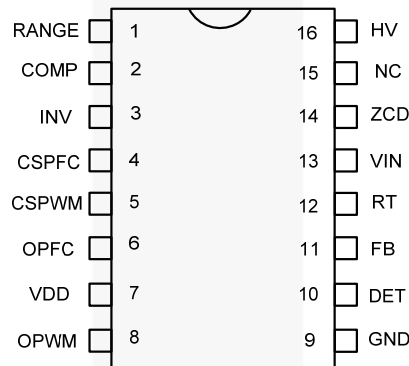 RANGE 1 16 HV
COMP 2 15 NC
INV 3 14 ZCD
CSPFC 4 13 VIN
CSPWM 5 12 RT
OPFC 6 11 FB
VDD 7 10 DET
OPWM 8 9 GND